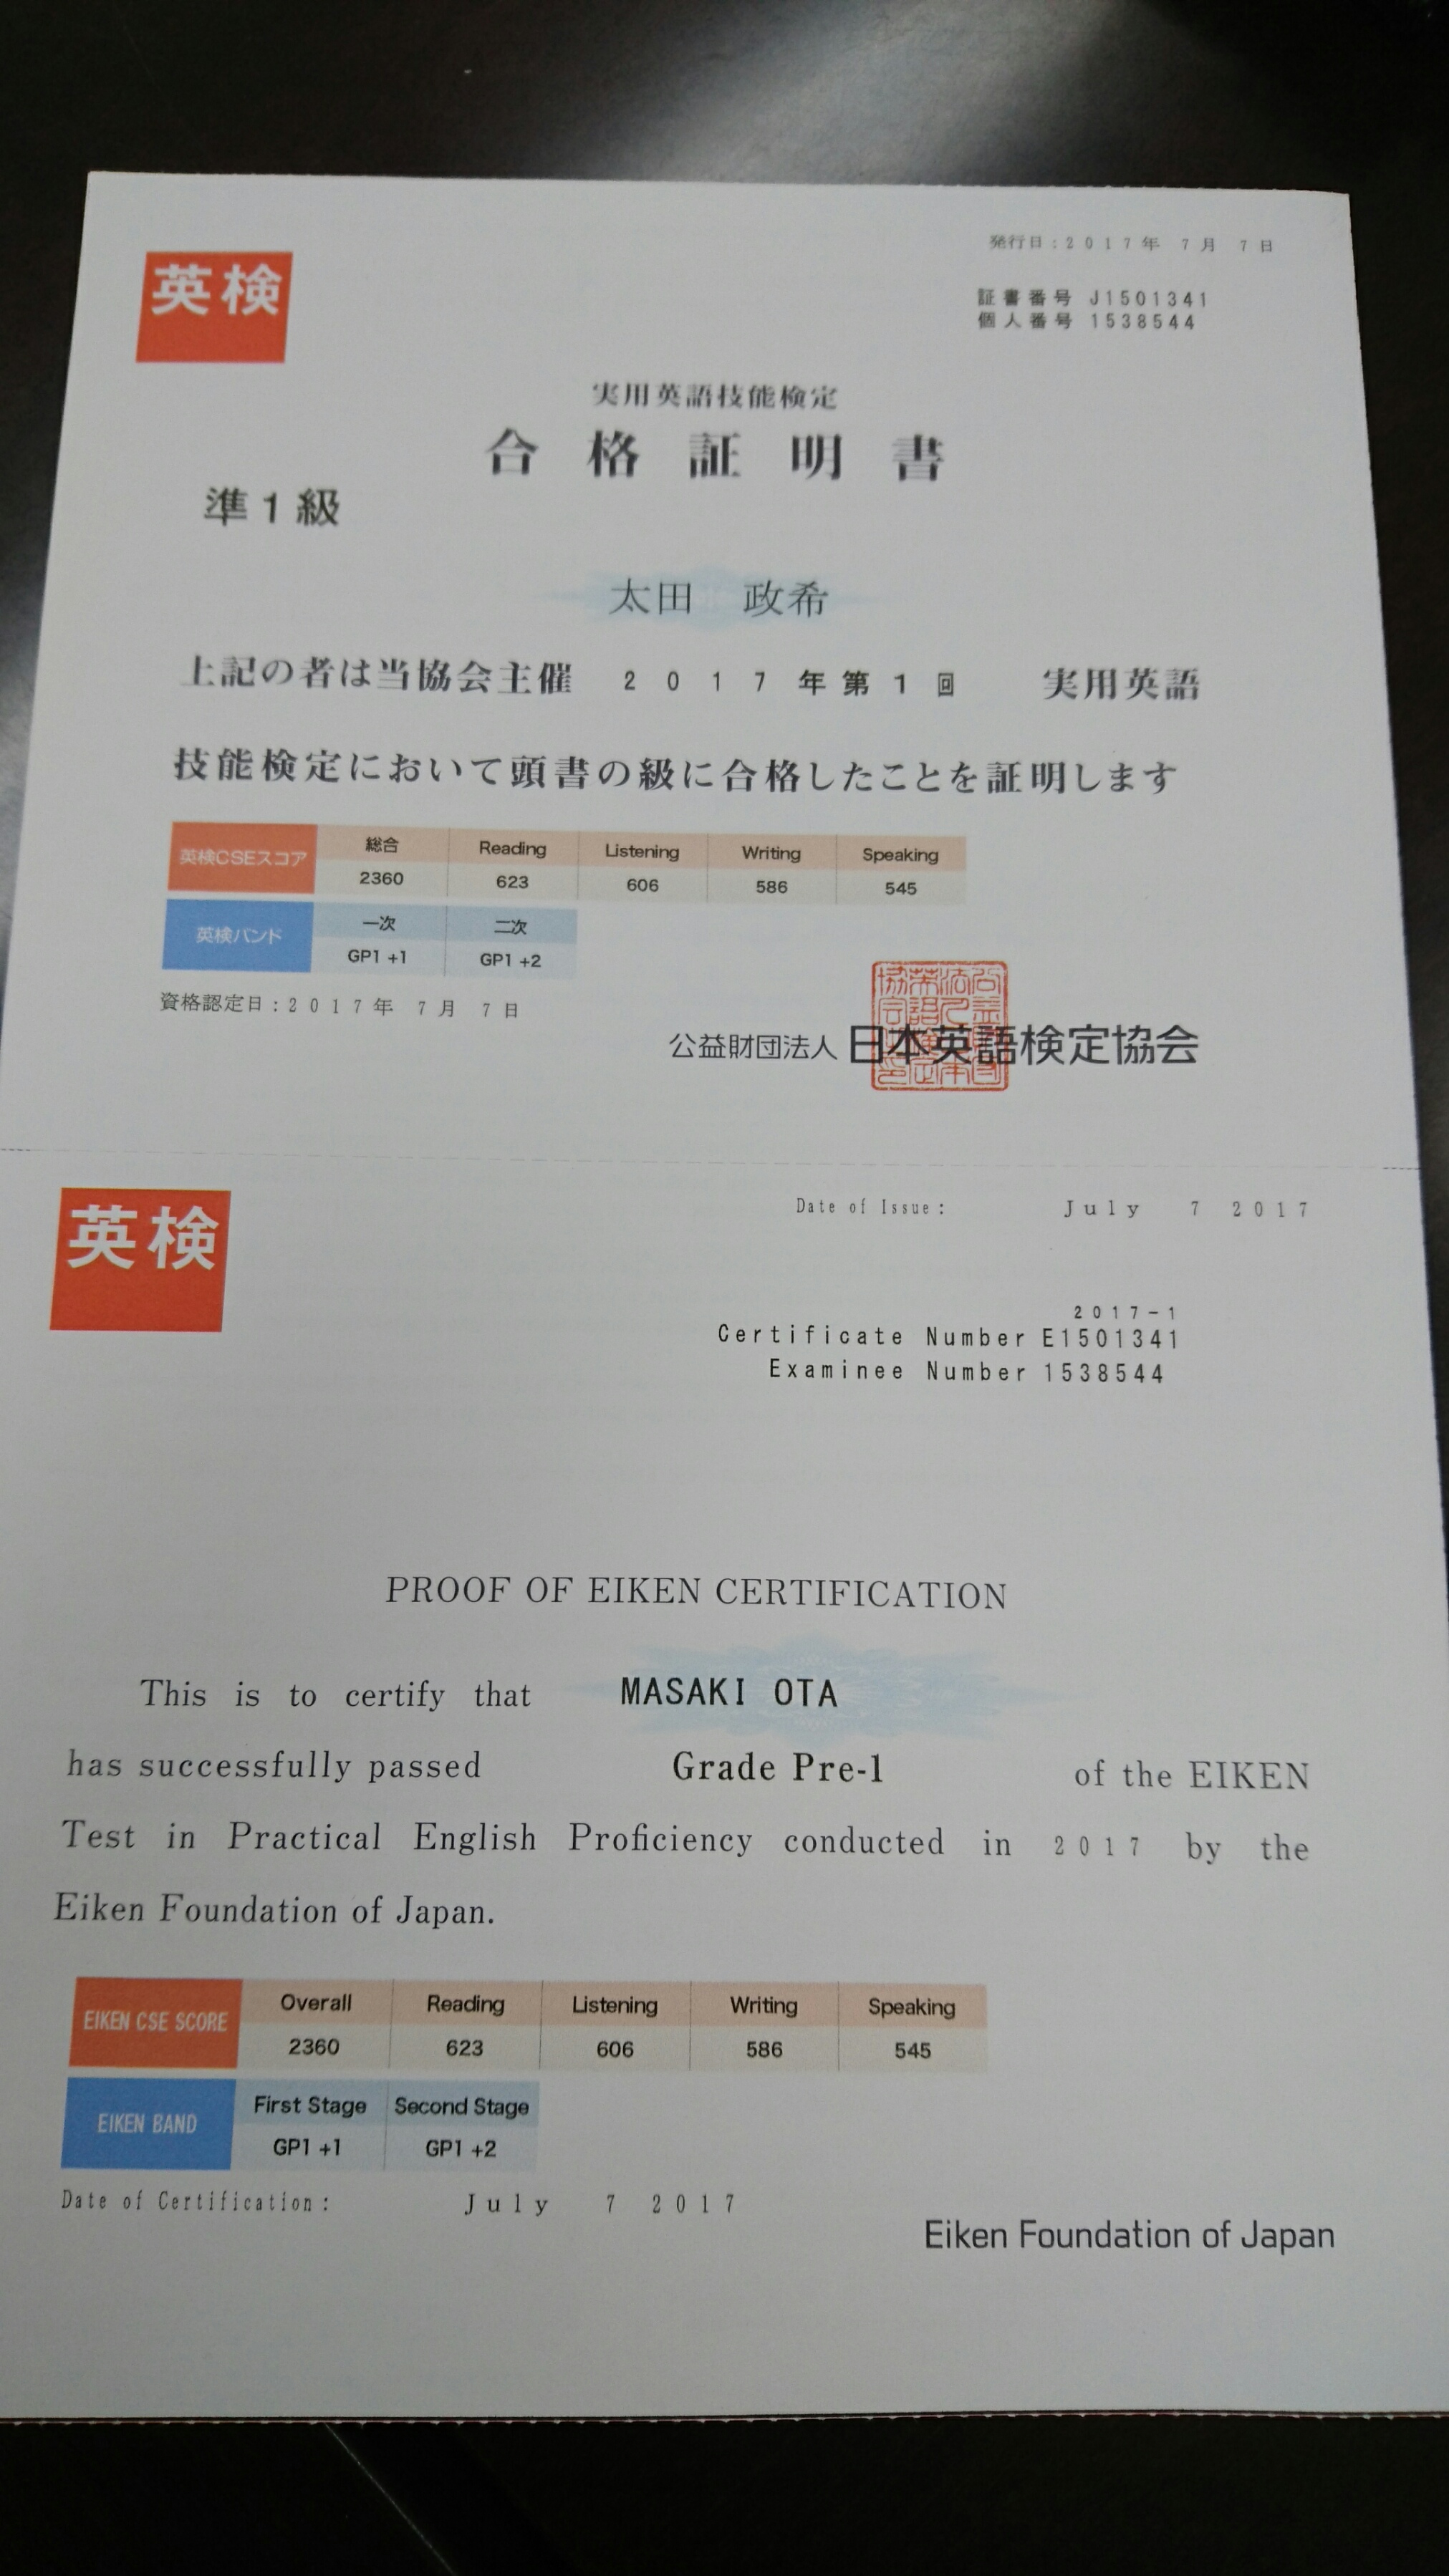 発行日:2017年 7月 7日
英検
証書番号 J1501341
個人番号 1538544
実用英語技能検定
合格証明書
準1級
太田 政希
上記の者は当協会主催 2017年第1回 実用英語
技能検定において頭書の級に合格したことを証明します
英検CSEスコア 総合 Reading Listening Writing Speaking
2360 623 606 586 545
英検バンド 一次 二次
GP1 +1 GP1 +2
資格認定日:2017年 7月 7日
公益財団法人 日本英語検定協会
英検
Date of Issue: July 7 2017
2017-1
Certificate Number E1501341
Examinee Number 1538544
PROOF OF EIKEN CERTIFICATION
This is to certify that MASAKI OTA
has successfully passed Grade Pre-1 of the EIKEN
Test in Practical English Proficiency conducted in 2017 by the
Eiken Foundation of Japan.
EIKEN CSE SCORE Overall Reading Listening Writing Speaking
2360 623 606 586 545
EIKEN BAND First Stage Second Stage
GP1 +1 GP1 +2
Date of Certification: July 7 2017
Eiken Foundation of Japan